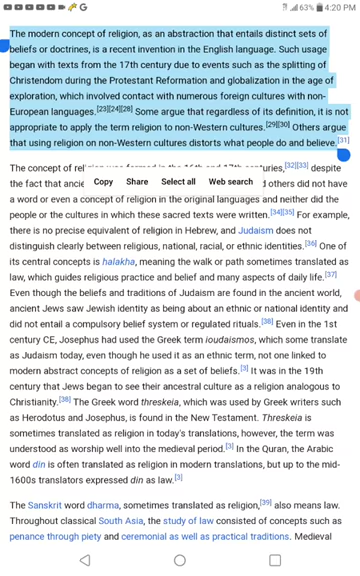 63% 4:20 PM
The modern concept of religion, as an abstraction that entails distinct sets of
beliefs or doctrines, is a recent invention in the English language. Such usage
began with texts from the 17th century due to events such as the splitting of
Christendom during the Protestant Reformation and globalization in the age of
exploration, which involved contact with numerous foreign cultures with non-
European languages.[23][24][28] Some argue that regardless of its definition, it is not
appropriate to apply the term religion to non-Western cultures.[29][30] Others argue
that using religion on non-Western cultures distorts what people do and believe.[31]
The concept of religion was formed in the 16th and 17th centuries,[32][33] despite
Copy Share Select all Web search
the fact that ancie d others did not have
a word or even a concept of religion in the original languages and neither did the
people or the cultures in which these sacred texts were written.[34][35] For example,
there is no precise equivalent of religion in Hebrew, and Judaism does not
distinguish clearly between religious, national, racial, or ethnic identities.[36] One of
its central concepts is halakha, meaning the walk or path sometimes translated as
law, which guides religious practice and belief and many aspects of daily life.[37]
Even though the beliefs and traditions of Judaism are found in the ancient world,
ancient Jews saw Jewish identity as being about an ethnic or national identity and
did not entail a compulsory belief system or regulated rituals.[38] Even in the 1st
century CE, Josephus had used the Greek term ioudaismos, which some translate
as Judaism today, even though he used it as an ethnic term, not one linked to
modern abstract concepts of religion as a set of beliefs.[3] It was in the 19th
century that Jews began to see their ancestral culture as a religion analogous to
Christianity.[38] The Greek word threskeia, which was used by Greek writers such
as Herodotus and Josephus, is found in the New Testament. Threskeia is
sometimes translated as religion in today's translations, however, the term was
understood as worship well into the medieval period.[3] In the Quran, the Arabic
word din is often translated as religion in modern translations, but up to the mid-
1600s translators expressed din as law.[3]
The Sanskrit word dharma, sometimes translated as religion,[39] also means law.
Throughout classical South Asia, the study of law consisted of concepts such as
penance through piety and ceremonial as well as practical traditions. Medieval